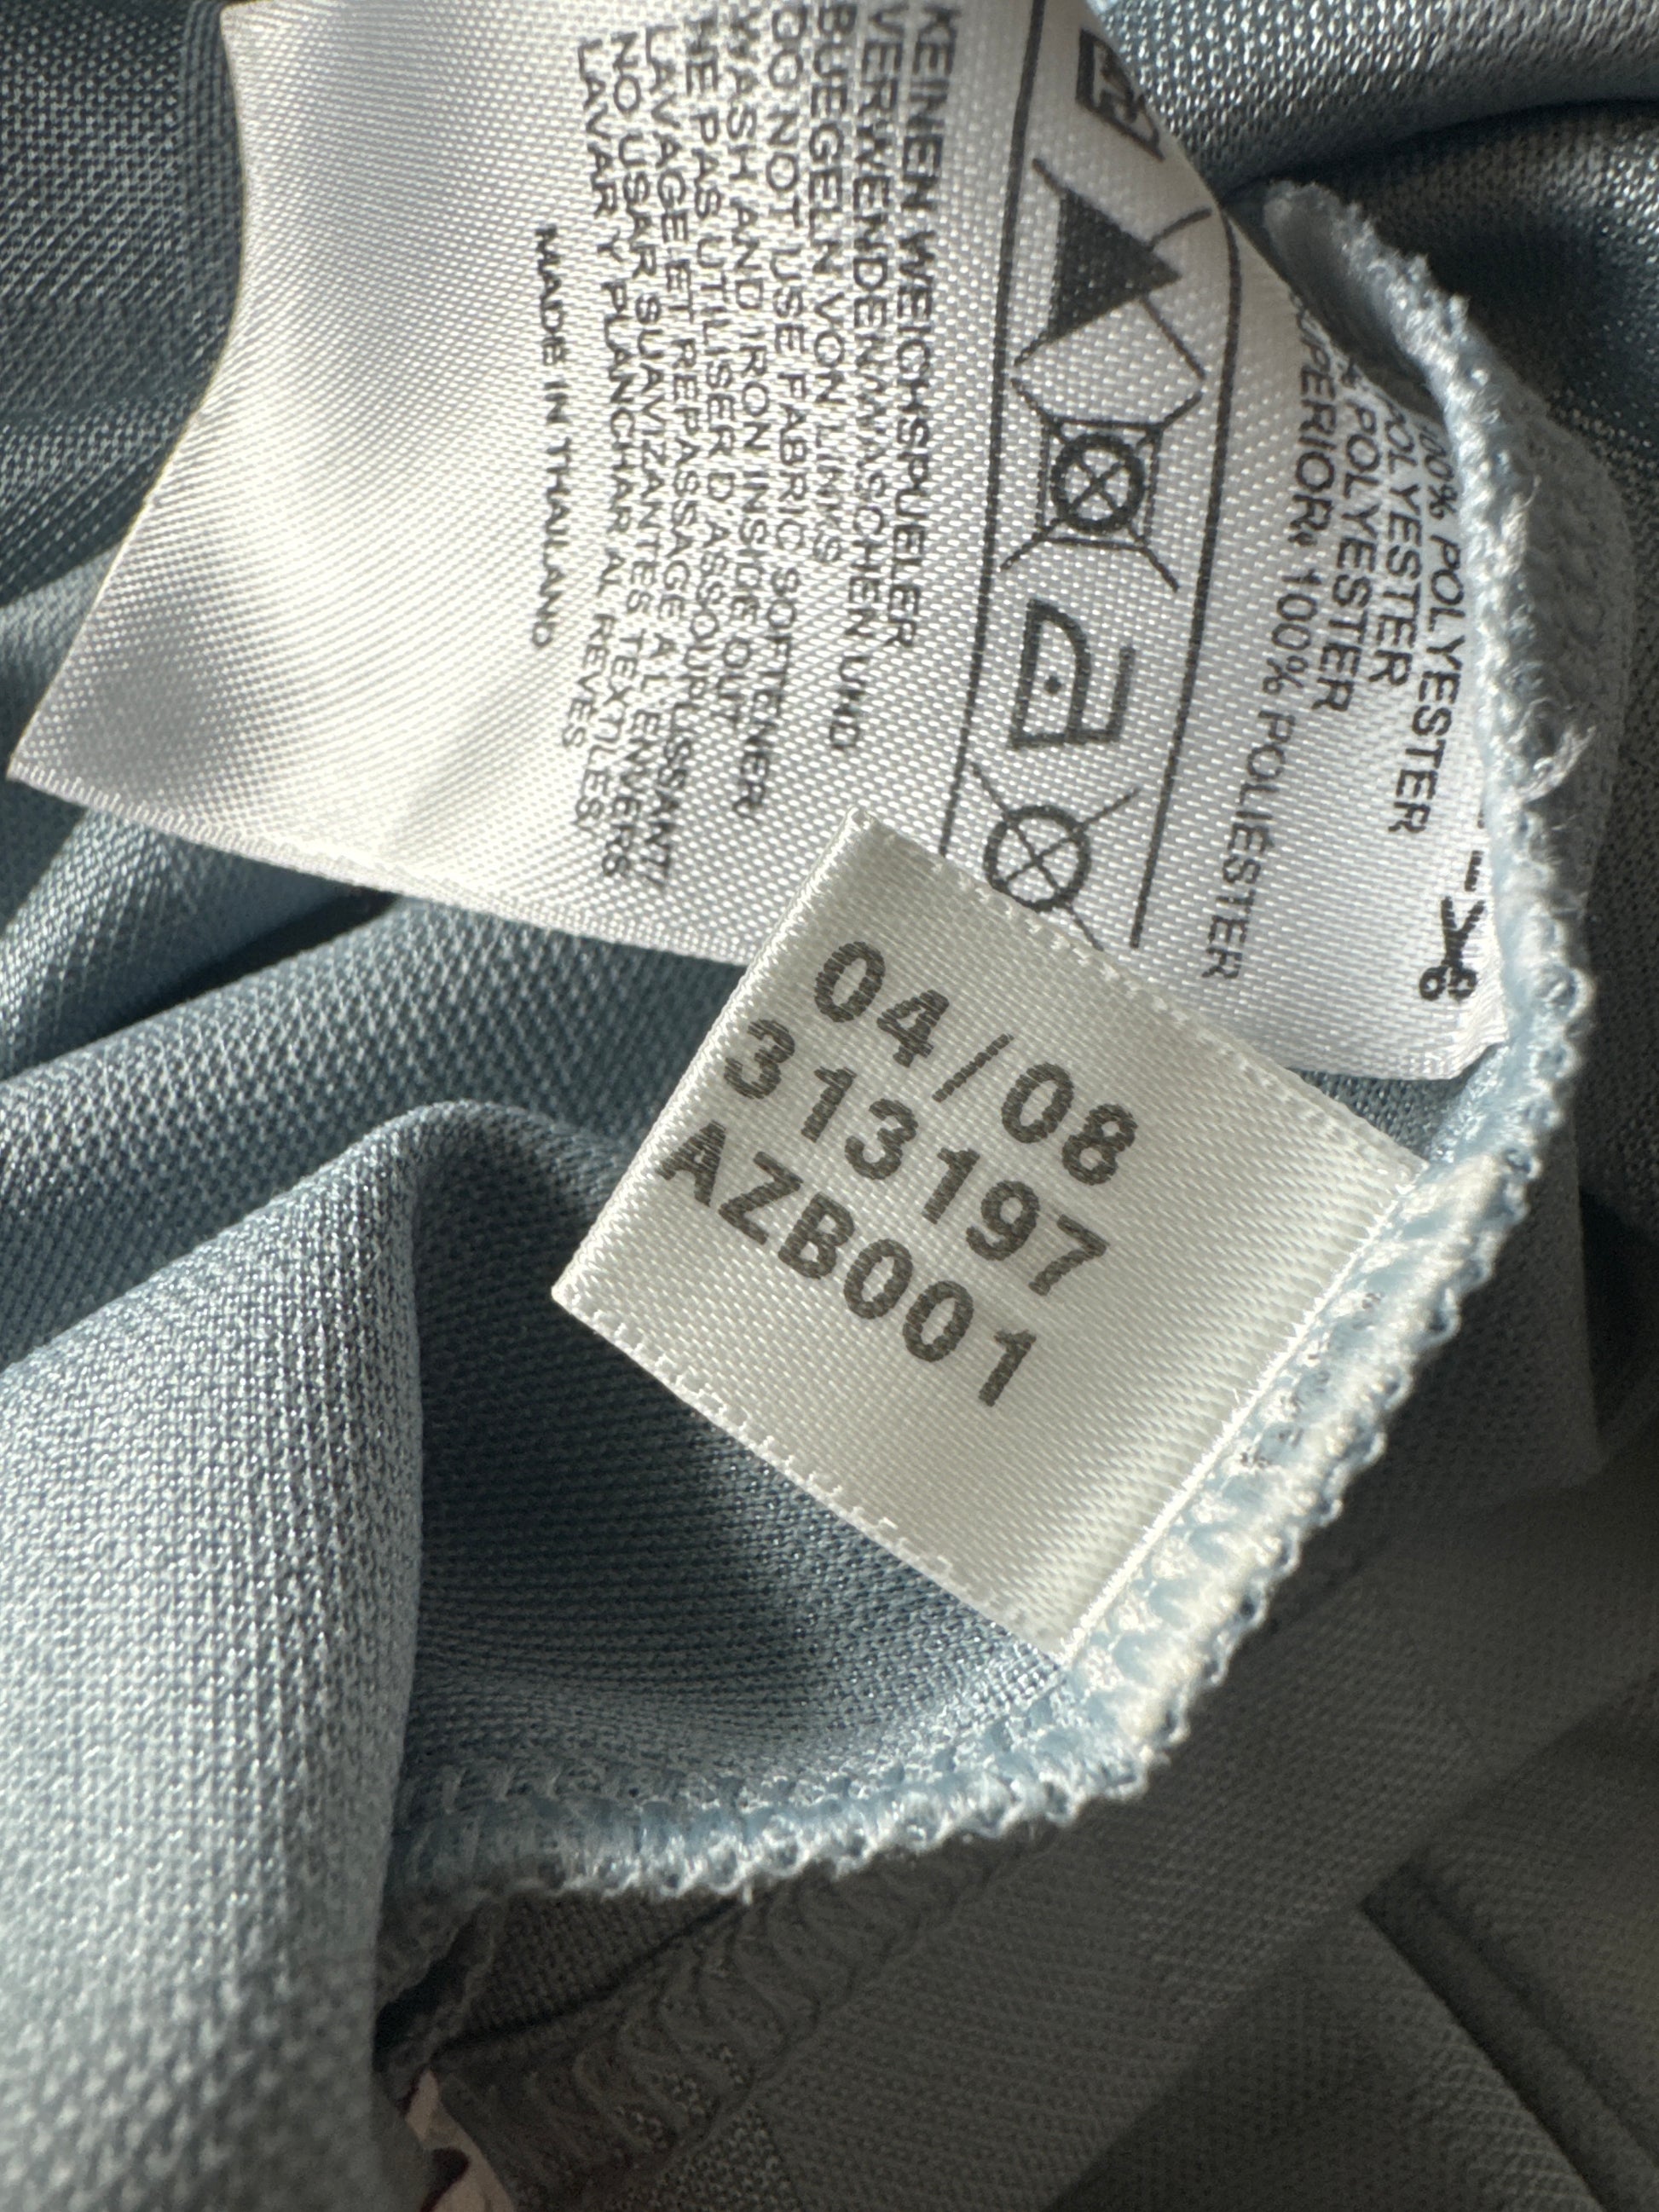 100% POLYESTER
POLYESTER
POLYESTER
100% POLIESTER
KEINEN WEICHSPUELER
VERWENDEN/WASCHEN UND
BUEGELN VON LINKS
DO NOT USE FABRIC SOFTENER
WASH AND IRON INSIDE OUT
NE PAS UTILISER D'ASSOUPLISSANT
LAVAGE ET REPASSAGE A L'ENVERS
NO USAR SUAVIZANTES TEXTILES
LAVAR Y PLANCHAR AL REVES
MADE IN THAILAND
04/08
313197
AZB001